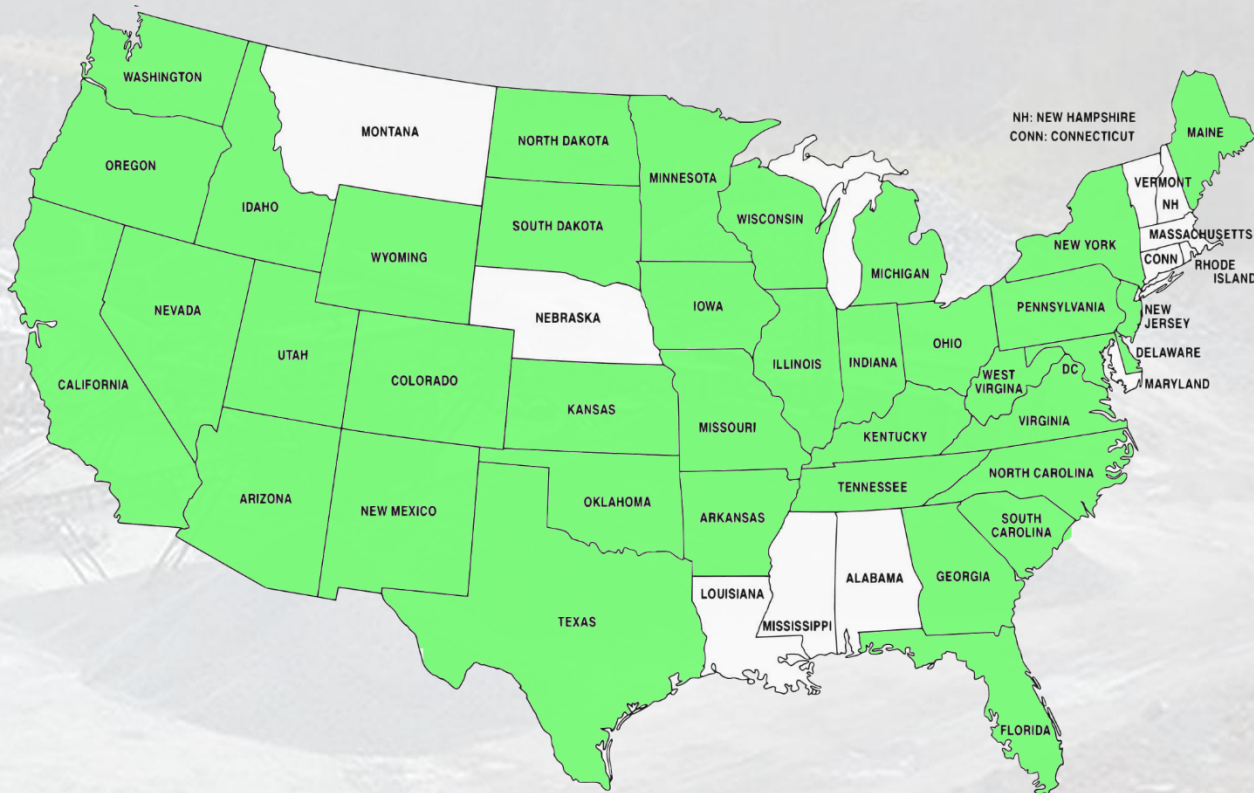 WASHINGTON
MONTANA
NORTH DAKOTA
MINNESOTA
NH: NEW HAMPSHIRE
CONN: CONNECTICUT
MAINE
OREGON
IDAHO
SOUTH DAKOTA
WISCONSIN
VERMONT
NH
WYOMING
MICHIGAN
NEW YORK
MASSACHUSETTS
CONN
RHODE
ISLAND
NEVADA
NEBRASKA
IOWA
PENNSYLVANIA
NEW
JERSEY
UTAH
COLORADO
ILLINOIS
INDIANA
OHIO
DELAWARE
CALIFORNIA
KANSAS
MISSOURI
WEST
VIRGINA
DC
MARYLAND
KENTUCKY
VIRGINIA
ARIZONA
NEW MEXICO
OKLAHOMA
ARKANSAS
TENNESSEE
NORTH CAROLINA
SOUTH
CAROLINA
TEXAS
LOUISIANA
MISSISSIPPI
ALABAMA
GEORGIA
FLORIDA